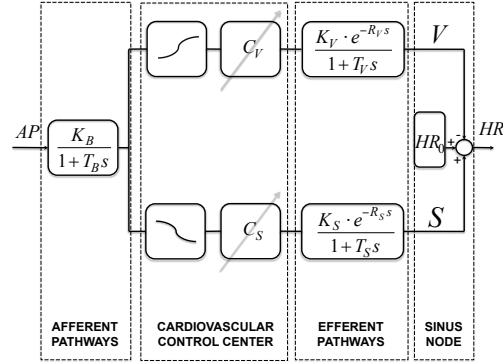 AP
K_B
1 + T_B s
C_V
K_V · e^{-R_V s}
1 + T_V s
V
HR_0
-
+
+
HR
C_S
K_S · e^{-R_S s}
1 + T_S s
S
AFFERENT
PATHWAYS
CARDIOVASCULAR
CONTROL CENTER
EFFERENT
PATHWAYS
SINUS
NODE